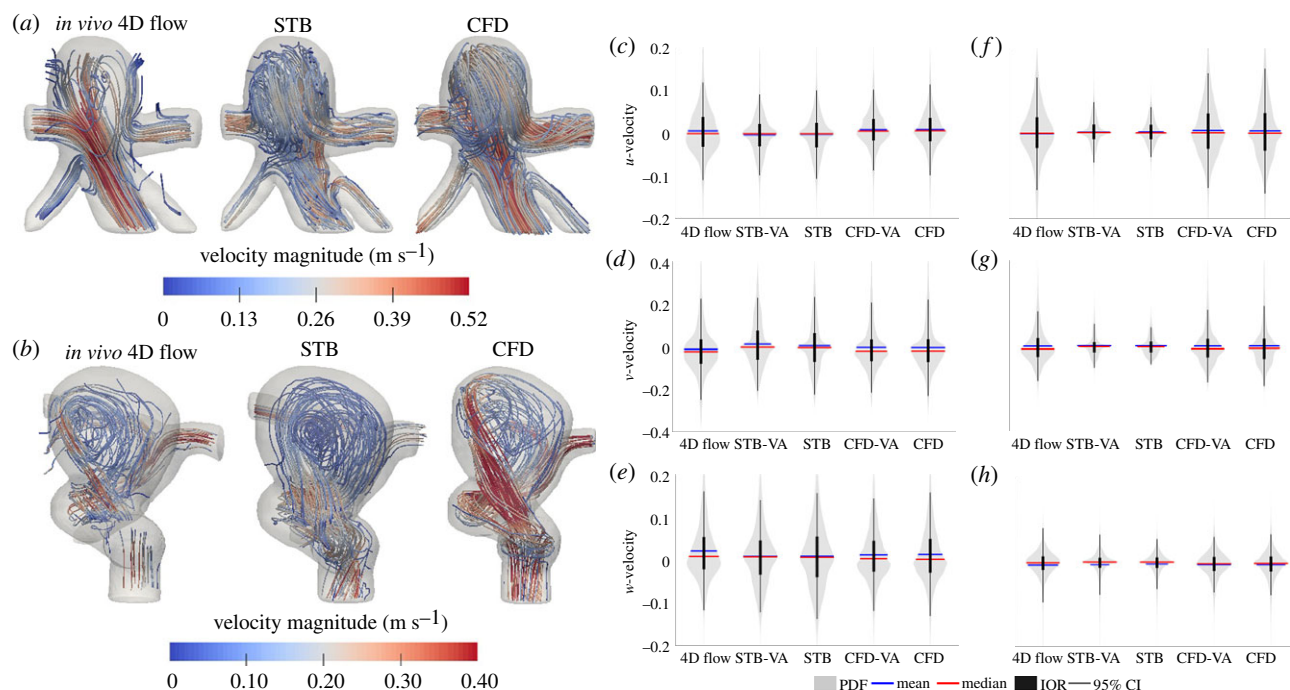 (a) in vivo 4D flow STB CFD
velocity magnitude (m s−1)
0 0.13 0.26 0.39 0.52
(b) in vivo 4D flow STB CFD
velocity magnitude (m s−1)
0 0.10 0.20 0.30 0.40
(c)
u-velocity
0.2
0.1
0
−0.1
−0.2
4D flow STB-VA STB CFD-VA CFD
(f)
4D flow STB-VA STB CFD-VA CFD
(d)
v-velocity
0.4
0.2
0
−0.2
−0.4
4D flow STB-VA STB CFD-VA CFD
(g)
4D flow STB-VA STB CFD-VA CFD
(e)
w-velocity
0.2
0.1
0
−0.1
−0.2
4D flow STB-VA STB CFD-VA CFD
(h)
4D flow STB-VA STB CFD-VA CFD
PDF mean median IQR 95% CI